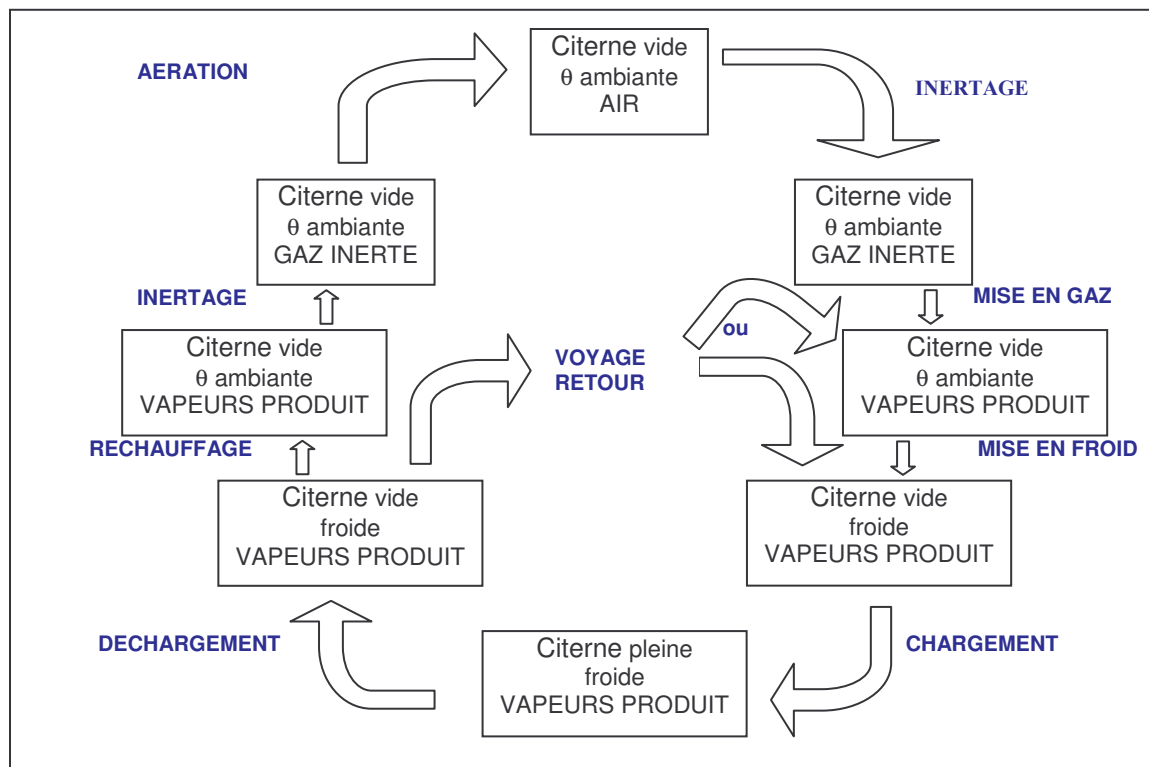 AERATION
Citerne vide
θ ambiante
AIR
INERTAGE
Citerne vide
θ ambiante
GAZ INERTE
Citerne vide
θ ambiante
GAZ INERTE
INERTAGE
MISE EN GAZ
Citerne vide
θ ambiante
VAPEURS PRODUIT
VOYAGE
RETOUR
ou
Citerne vide
θ ambiante
VAPEURS PRODUIT
RECHAUFFAGE
MISE EN FROID
Citerne vide
froide
VAPEURS PRODUIT
Citerne vide
froide
VAPEURS PRODUIT
DECHARGEMENT
Citerne pleine
froide
VAPEURS PRODUIT
CHARGEMENT